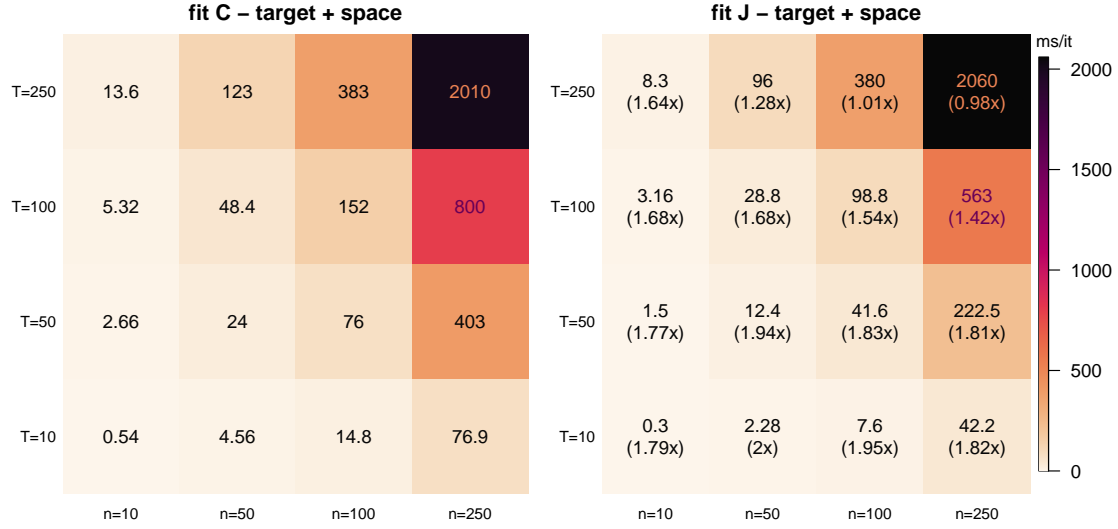 fit C − target + space
fit J − target + space
ms/it
T=250
13.6
123
383
2010
T=100
5.32
48.4
152
800
T=50
2.66
24
76
403
T=10
0.54
4.56
14.8
76.9
n=10
n=50
n=100
n=250
T=250
8.3
(1.64x)
96
(1.28x)
380
(1.01x)
2060
(0.98x)
T=100
3.16
(1.68x)
28.8
(1.68x)
98.8
(1.54x)
563
(1.42x)
T=50
1.5
(1.77x)
12.4
(1.94x)
41.6
(1.83x)
222.5
(1.81x)
T=10
0.3
(1.79x)
2.28
(2x)
7.6
(1.95x)
42.2
(1.82x)
n=10
n=50
n=100
n=250
2000
1500
1000
500
0